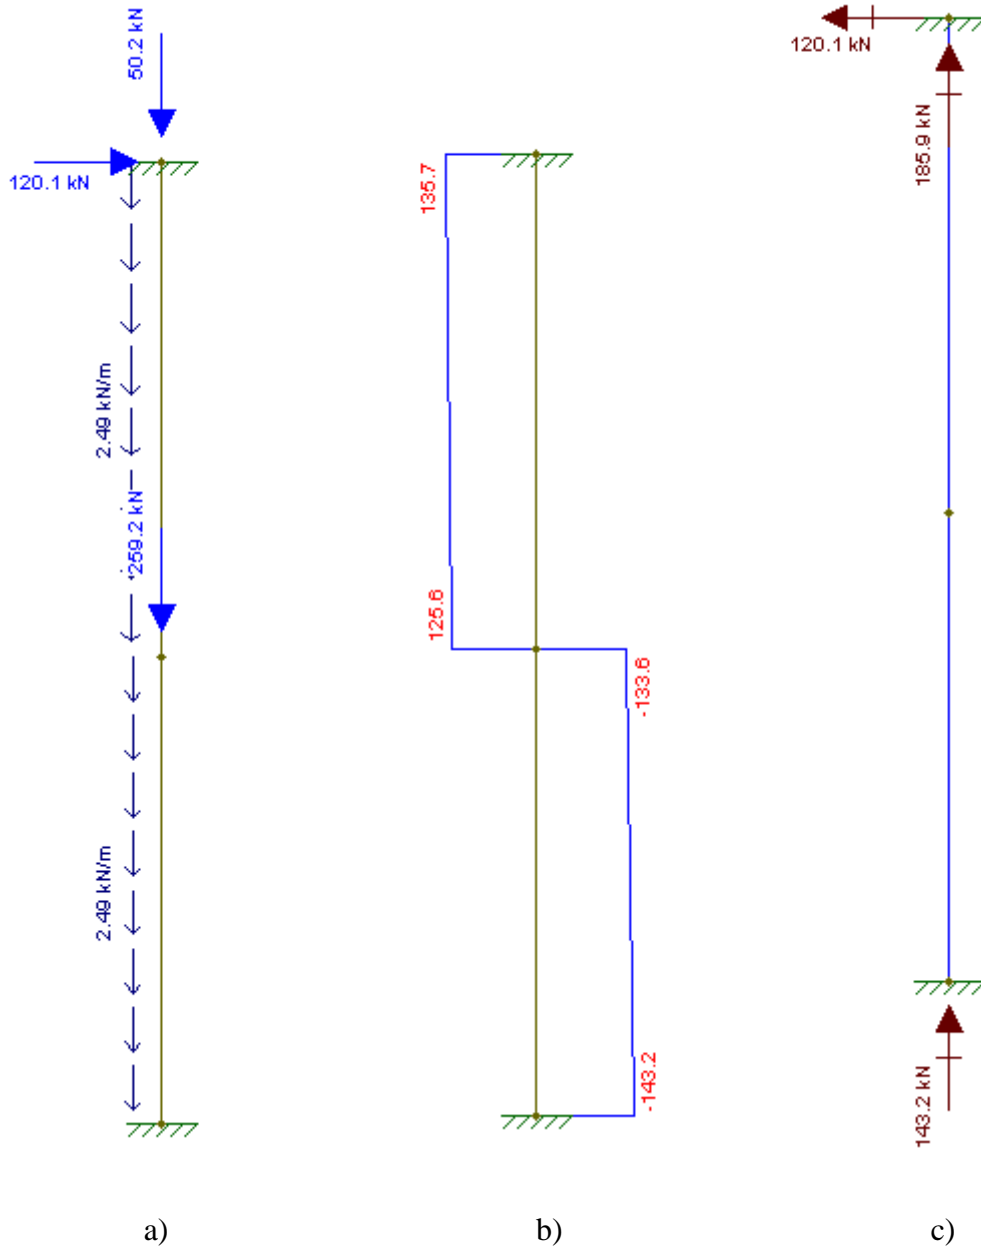 50.2 kN
120.1 kN
2.49 kN/m
259.2 kN
2.49 kN/m
135.7
125.6
-133.6
-143.2
120.1 kN
185.9 kN
143.2 kN
a)
b)
c)